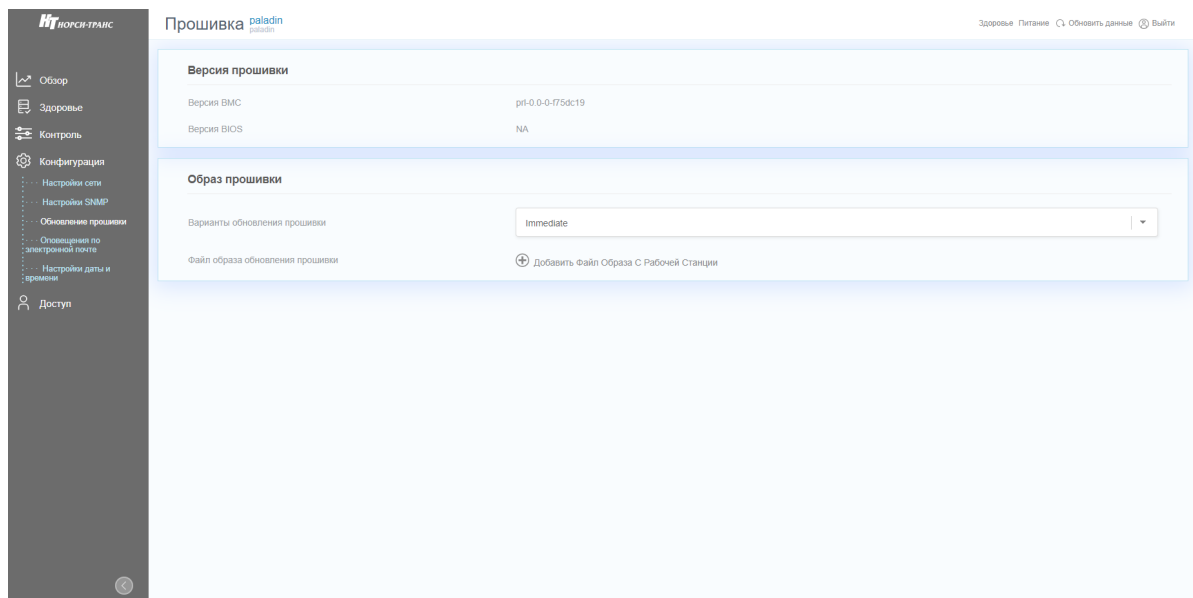 НТ НОРСИ-ТРАНС
Прошивка paladin
paladin
Здоровье Питание Обновить данные Выйти
Обзор
Здоровье
Контроль
Конфигурация
Настройки сети
Настройки SNMP
Обновление прошивки
Оповещения по
электронной почте
Настройки даты и
времени
Доступ
Версия прошивки
Версия BMC prl-0.0-0-f75dc19
Версия BIOS NA
Образ прошивки
Варианты обновления прошивки Immediate
Файл образа обновления прошивки Добавить Файл Образа С Рабочей Станции